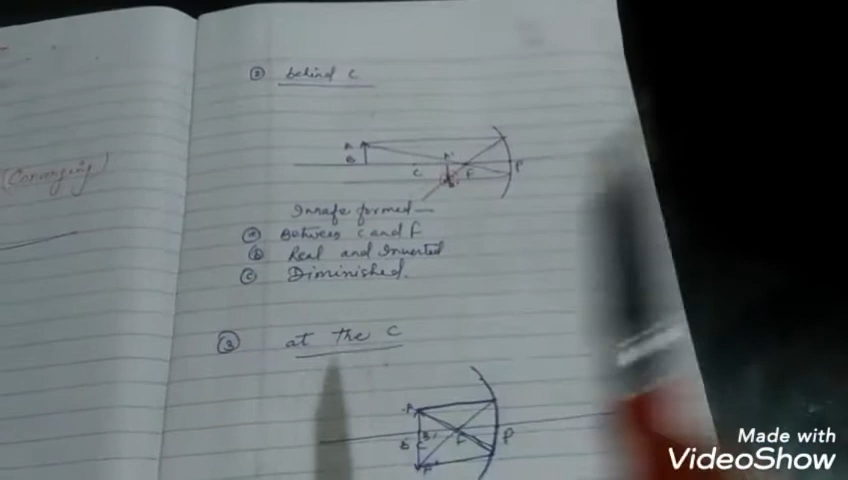 (Converging)
② behind C
A
B
C
A'
F
P
Image formed —
ⓐ Between C and F
ⓑ Real and Inverted
ⓒ Diminished.
③ at the C
A
B
B'
F
P
A'
Made with
VideoShow